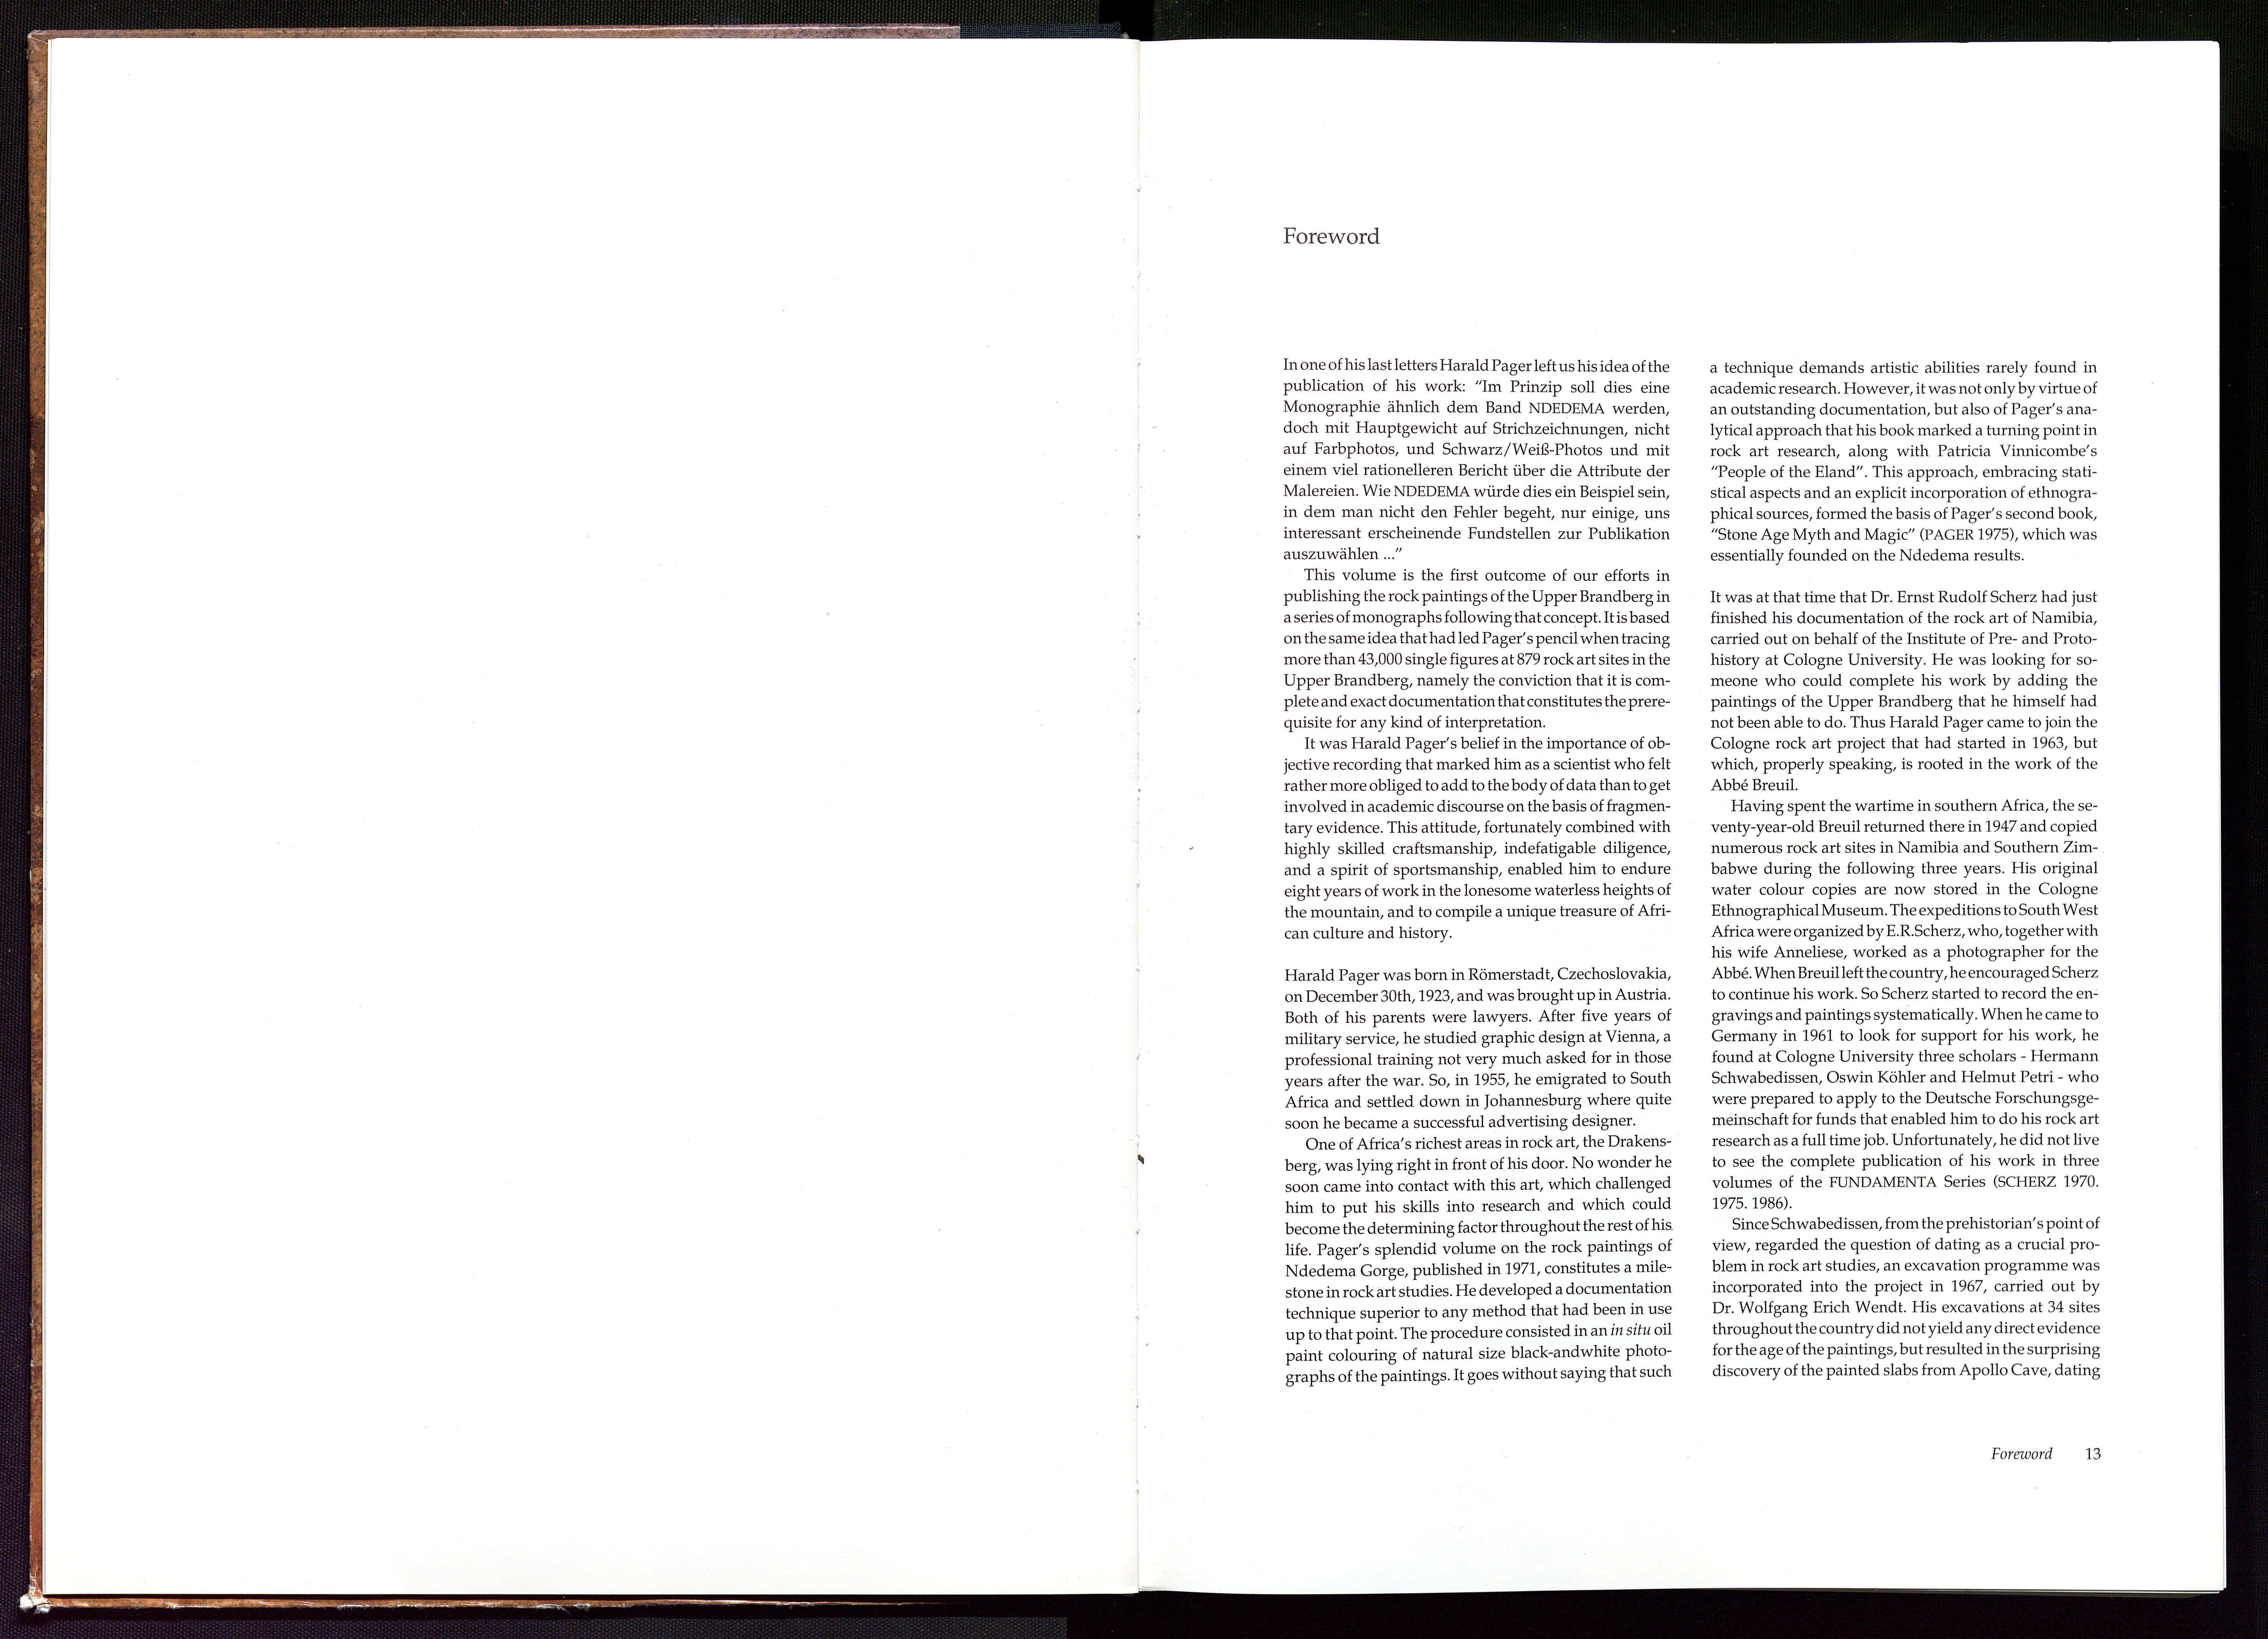 Foreword
In one of his last letters Harald Pager left us his idea of the
publication of his work: “Im Prinzip soll dies eine
Monographie ähnlich dem Band NDEDEMA werden,
doch mit Hauptgewicht auf Strichzeichnungen, nicht
auf Farbphotos, und Schwarz/Weiß-Photos und mit
einem viel rationelleren Bericht über die Attribute der
Malereien. Wie NDEDEMA würde dies ein Beispiel sein,
in dem man nicht den Fehler begeht, nur einige, uns
interessant erscheinende Fundstellen zur Publikation
auszuwählen ...”
This volume is the first outcome of our efforts in
publishing the rock paintings of the Upper Brandberg in
a series of monographs following that concept. It is based
on the same idea that had led Pager’s pencil when tracing
more than 43,000 single figures at 879 rock art sites in the
Upper Brandberg, namely the conviction that it is com-
plete and exact documentation that constitutes the prere-
quisite for any kind of interpretation.
It was Harald Pager’s belief in the importance of ob-
jective recording that marked him as a scientist who felt
rather more obliged to add to the body of data than to get
involved in academic discourse on the basis of fragmen-
tary evidence. This attitude, fortunately combined with
highly skilled craftsmanship, indefatigable diligence,
and a spirit of sportsmanship, enabled him to endure
eight years of work in the lonesome waterless heights of
the mountain, and to compile a unique treasure of Afri-
can culture and history.
Harald Pager was born in Römerstadt, Czechoslovakia,
on December 30th, 1923, and was brought up in Austria.
Both of his parents were lawyers. After five years of
military service, he studied graphic design at Vienna, a
professional training not very much asked for in those
years after the war. So, in 1955, he emigrated to South
Africa and settled down in Johannesburg where quite
soon he became a successful advertising designer.
One of Africa’s richest areas in rock art, the Drakens-
berg, was lying right in front of his door. No wonder he
soon came into contact with this art, which challenged
him to put his skills into research and which could
become the determining factor throughout the rest of his
life. Pager’s splendid volume on the rock paintings of
Ndedema Gorge, published in 1971, constitutes a mile-
stone in rock art studies. He developed a documentation
technique superior to any method that had been in use
up to that point. The procedure consisted in an in situ oil
paint colouring of natural size black-andwhite photo-
graphs of the paintings. It goes without saying that such
a technique demands artistic abilities rarely found in
academic research. However, it was not only by virtue of
an outstanding documentation, but also of Pager’s ana-
lytical approach that his book marked a turning point in
rock art research, along with Patricia Vinnicombe’s
“People of the Eland”. This approach, embracing stati-
stical aspects and an explicit incorporation of ethnogra-
phical sources, formed the basis of Pager’s second book,
“Stone Age Myth and Magic” (PAGER 1975), which was
essentially founded on the Ndedema results.
It was at that time that Dr. Ernst Rudolf Scherz had just
finished his documentation of the rock art of Namibia,
carried out on behalf of the Institute of Pre- and Proto-
history at Cologne University. He was looking for so-
meone who could complete his work by adding the
paintings of the Upper Brandberg that he himself had
not been able to do. Thus Harald Pager came to join the
Cologne rock art project that had started in 1963, but
which, properly speaking, is rooted in the work of the
Abbé Breuil.
Having spent the wartime in southern Africa, the se-
venty-year-old Breuil returned there in 1947 and copied
numerous rock art sites in Namibia and Southern Zim-
babwe during the following three years. His original
water colour copies are now stored in the Cologne
Ethnographical Museum. The expeditions to South West
Africa were organized by E.R.Scherz, who, together with
his wife Anneliese, worked as a photographer for the
Abbé. When Breuil left the country, he encouraged Scherz
to continue his work. So Scherz started to record the en-
gravings and paintings systematically. When he came to
Germany in 1961 to look for support for his work, he
found at Cologne University three scholars - Hermann
Schwabedissen, Oswin Köhler and Helmut Petri - who
were prepared to apply to the Deutsche Forschungsge-
meinschaft for funds that enabled him to do his rock art
research as a full time job. Unfortunately, he did not live
to see the complete publication of his work in three
volumes of the FUNDAMENTA Series (SCHERZ 1970.
1975. 1986).
Since Schwabedissen, from the prehistorian’s point of
view, regarded the question of dating as a crucial pro-
blem in rock art studies, an excavation programme was
incorporated into the project in 1967, carried out by
Dr. Wolfgang Erich Wendt. His excavations at 34 sites
throughout the country did not yield any direct evidence
for the age of the paintings, but resulted in the surprising
discovery of the painted slabs from Apollo Cave, dating
Foreword 13